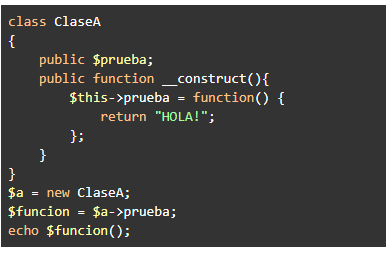 class ClaseA
{
    public $prueba;
    public function __construct(){
        $this->prueba = function() {
            return "HOLA!";
        };
    }
}
$a = new ClaseA;
$funcion = $a->prueba;
echo $funcion();